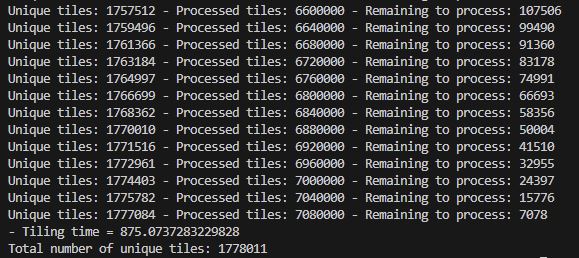 Unique tiles: 1757512 - Processed tiles: 6600000 - Remaining to process: 107506
Unique tiles: 1759496 - Processed tiles: 6640000 - Remaining to process: 99490
Unique tiles: 1761366 - Processed tiles: 6680000 - Remaining to process: 91360
Unique tiles: 1763184 - Processed tiles: 6720000 - Remaining to process: 83178
Unique tiles: 1764997 - Processed tiles: 6760000 - Remaining to process: 74991
Unique tiles: 1766699 - Processed tiles: 6800000 - Remaining to process: 66693
Unique tiles: 1768362 - Processed tiles: 6840000 - Remaining to process: 58356
Unique tiles: 1770010 - Processed tiles: 6880000 - Remaining to process: 50004
Unique tiles: 1771516 - Processed tiles: 6920000 - Remaining to process: 41510
Unique tiles: 1772961 - Processed tiles: 6960000 - Remaining to process: 32955
Unique tiles: 1774403 - Processed tiles: 7000000 - Remaining to process: 24397
Unique tiles: 1775782 - Processed tiles: 7040000 - Remaining to process: 15776
Unique tiles: 1777084 - Processed tiles: 7080000 - Remaining to process: 7078
- Tiling time = 875.0737283229828
Total number of unique tiles: 1778011